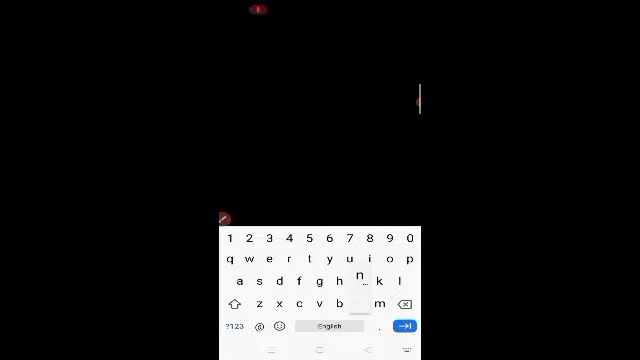 1 2 3 4 5 6 7 8 9 0
q w e r t y u i o p
a s d f g h k l
n
z x c v b m
?123 @ English .